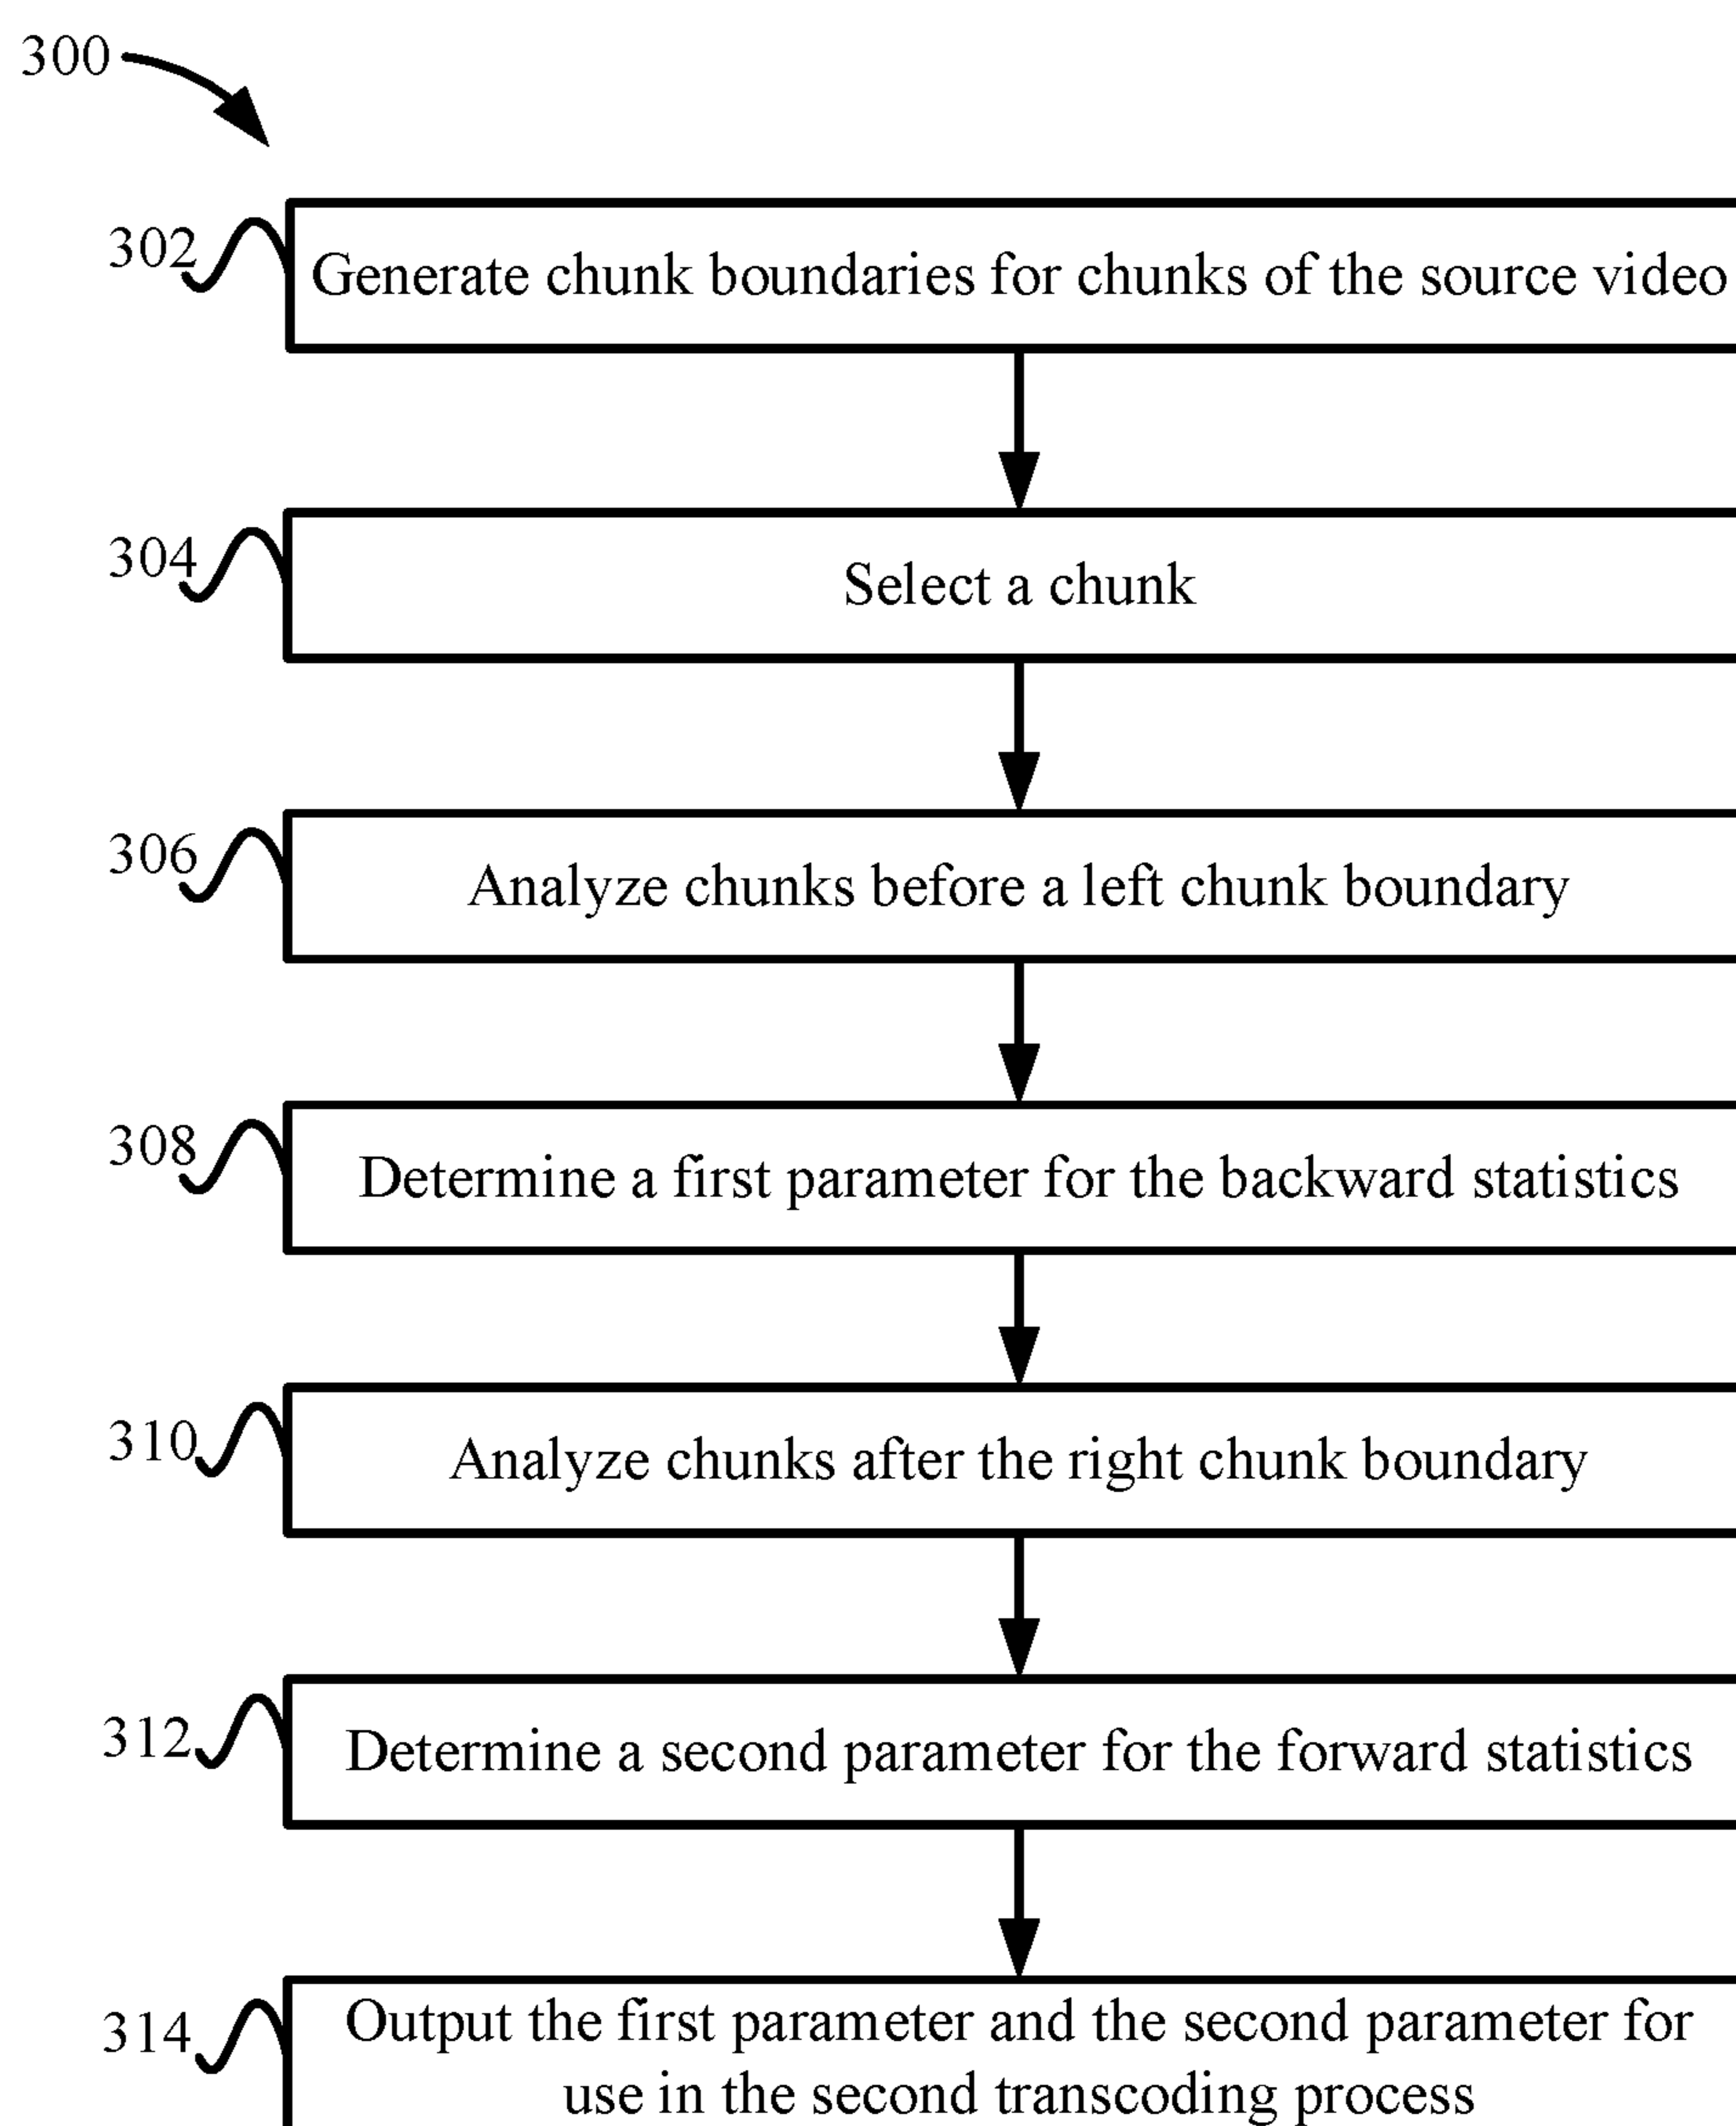 300
302
Generate chunk boundaries for chunks of the source video
304
Select a chunk
306
Analyze chunks before a left chunk boundary
308
Determine a first parameter for the backward statistics
310
Analyze chunks after the right chunk boundary
312
Determine a second parameter for the forward statistics
314
Output the first parameter and the second parameter for
use in the second transcoding process